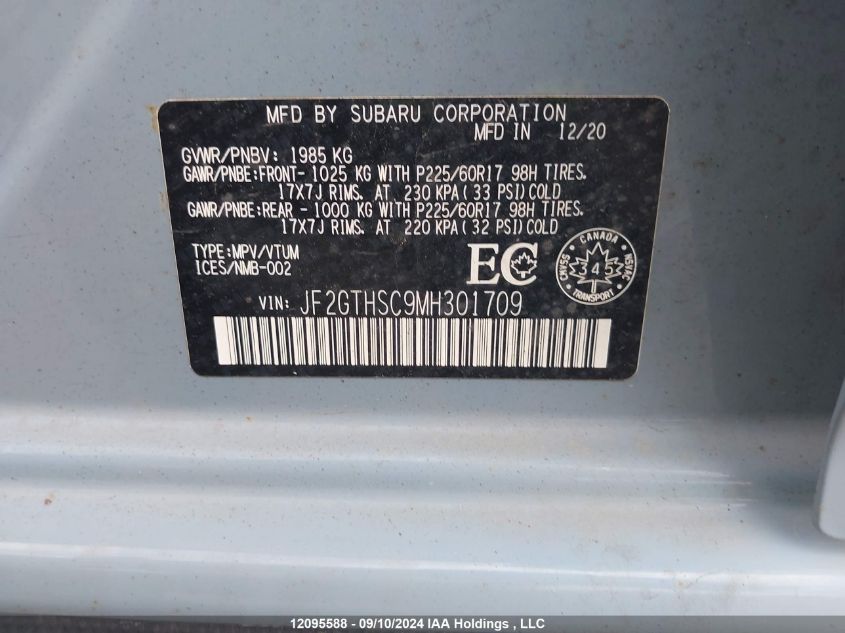 MFD BY SUBARU CORPORATION
MFD IN 12/20
GVWR/PNBV: 1985 KG
GAWR/PNBE:FRONT- 1025 KG WITH P225/60R17 98H TIRES.
17X7J RIMS. AT 230 KPA(33 PSI)COLD
GAWR/PNBE:REAR - 1000 KG WITH P225/60R17 98H TIRES.
17X7J RIMS. AT 220 KPA(32 PSI)COLD
TYPE:MPV/VTUM
ICES/NMB-002
EC
CANADA
CMVSS
345
NSVAC
TRANSPORT
VIN: JF2GTHSC9MH301709
12095588 - 09/10/2024 IAA Holdings , LLC